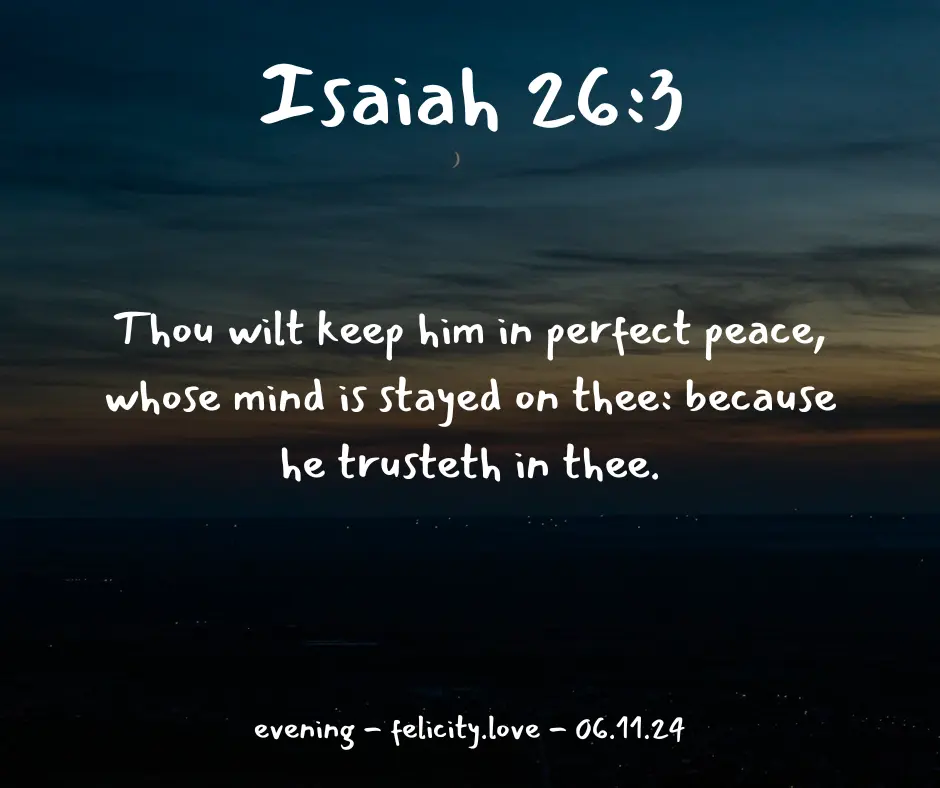 Isaiah 26:3
Thou wilt keep him in perfect peace,
whose mind is stayed on thee: because
he trusteth in thee.
evening – felicity.love – 06.11.24